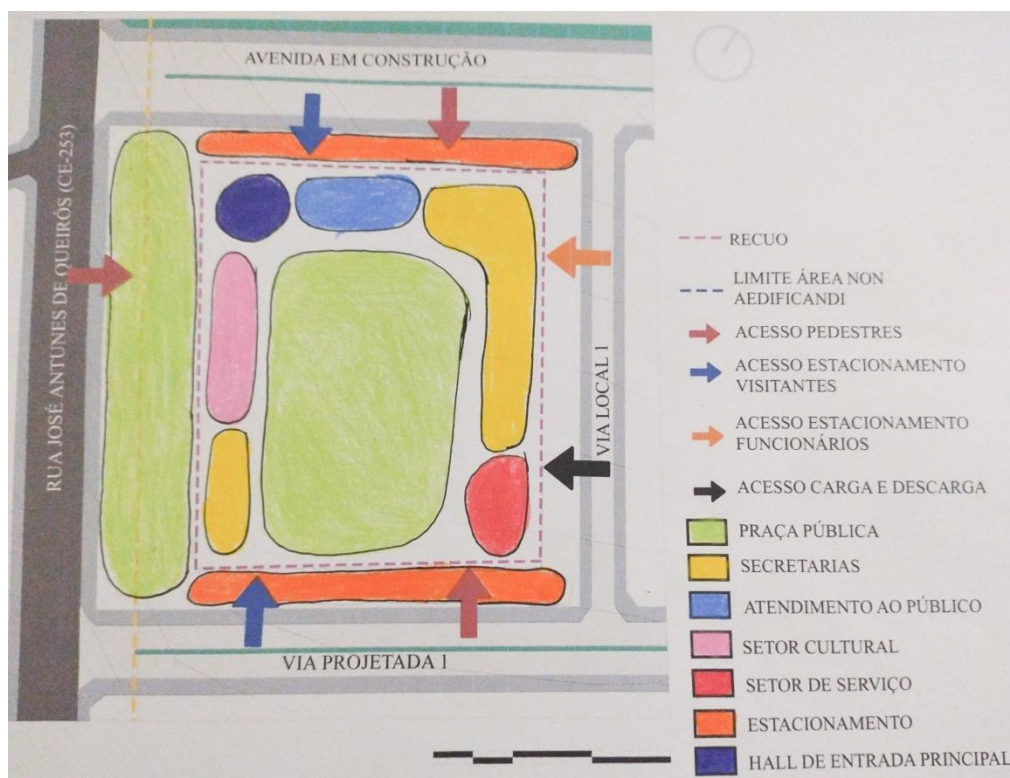 AVENIDA EM CONSTRUÇÃO
RUA JOSÉ ANTUNES DE QUEIRÓS (CE-253)
VIA LOCAL 1
VIA PROJETADA 1
RECUO
LIMITE ÁREA NON
AEDIFICANDI
ACESSO PEDESTRES
ACESSO ESTACIONAMENTO
VISITANTES
ACESSO ESTACIONAMENTO
FUNCIONÁRIOS
ACESSO CARGA E DESCARGA
PRAÇA PÚBLICA
SECRETARIAS
ATENDIMENTO AO PÚBLICO
SETOR CULTURAL
SETOR DE SERVIÇO
ESTACIONAMENTO
HALL DE ENTRADA PRINCIPAL